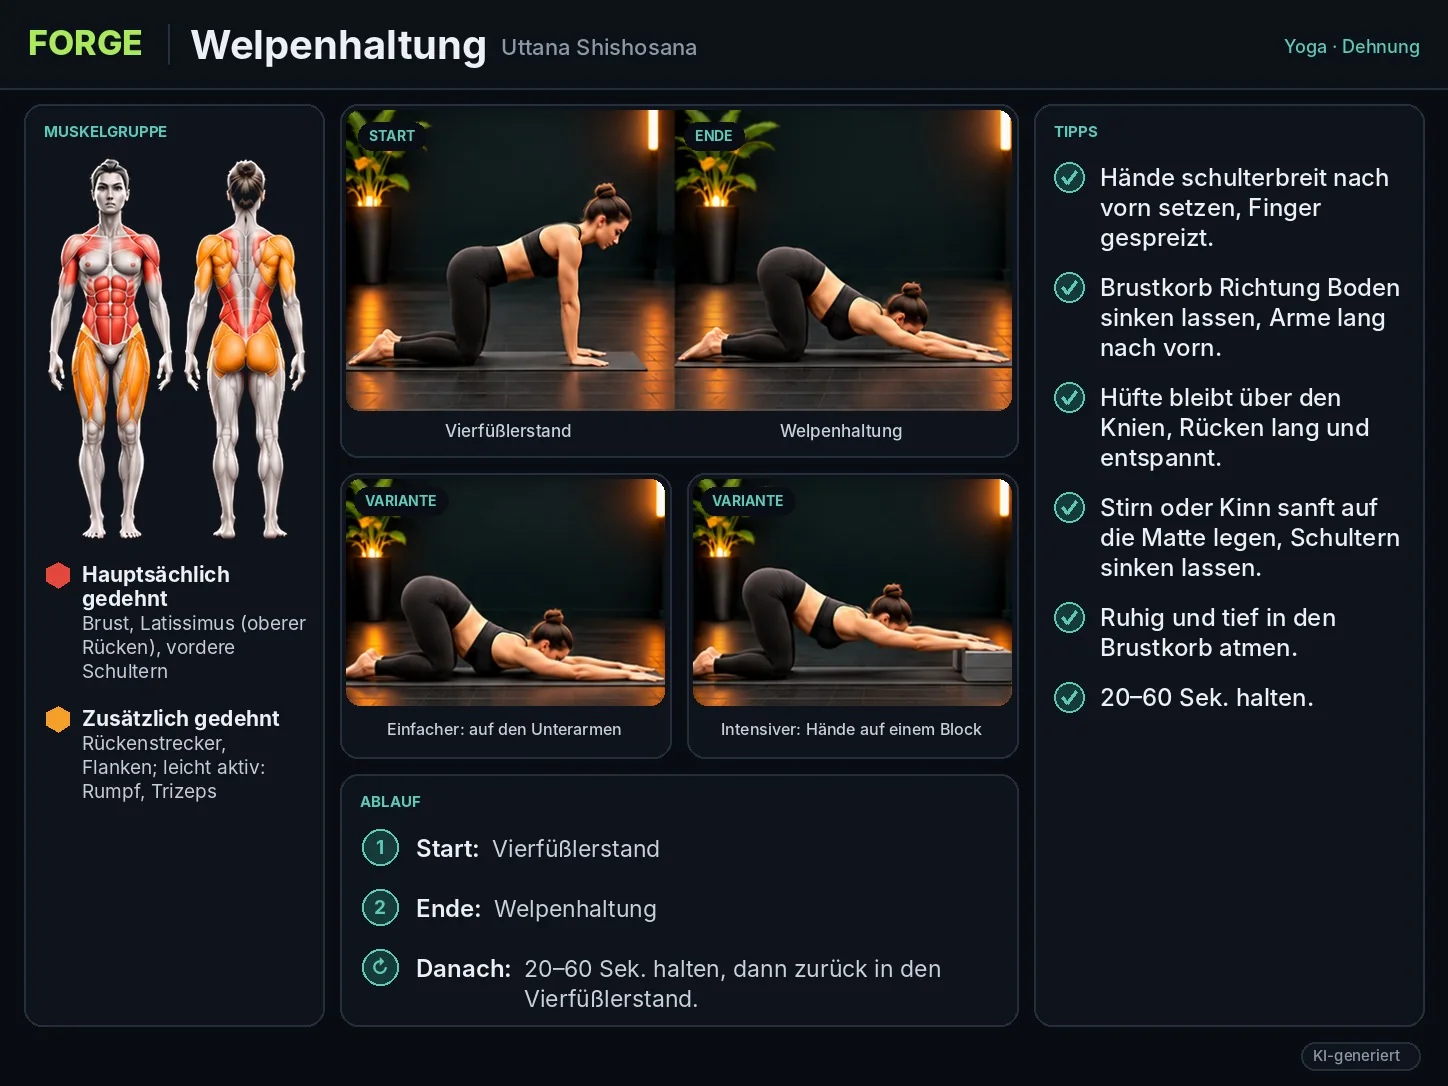 FORGE
Welpenhaltung Uttana Shishosana
Yoga · Dehnung
MUSKELGRUPPE
Hauptsächlich
gedehnt
Brust, Latissimus (oberer
Rücken), vordere
Schultern
Zusätzlich gedehnt
Rückenstrecker,
Flanken; leicht aktiv:
Rumpf, Trizeps
START
ENDE
Vierfüßlerstand
Welpenhaltung
VARIANTE
VARIANTE
Einfacher: auf den Unterarmen
Intensiver: Hände auf einem Block
ABLAUF
1 Start: Vierfüßlerstand
2 Ende: Welpenhaltung
Danach: 20–60 Sek. halten, dann zurück in den
Vierfüßlerstand.
TIPPS
Hände schulterbreit nach
vorn setzen, Finger
gespreizt.
Brustkorb Richtung Boden
sinken lassen, Arme lang
nach vorn.
Hüfte bleibt über den
Knien, Rücken lang und
entspannt.
Stirn oder Kinn sanft auf
die Matte legen, Schultern
sinken lassen.
Ruhig und tief in den
Brustkorb atmen.
20–60 Sek. halten.
KI-generiert